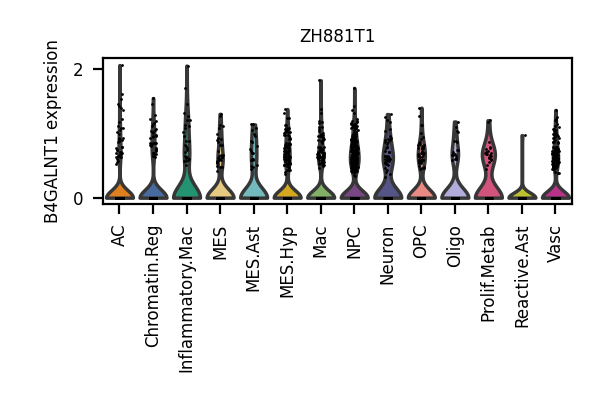 ZH881T1
B4GALNT1 expression
2
0
AC
Chromatin.Reg
Inflammatory.Mac
MES
MES.Ast
MES.Hyp
Mac
NPC
Neuron
OPC
Oligo
Prolif.Metab
Reactive.Ast
Vasc